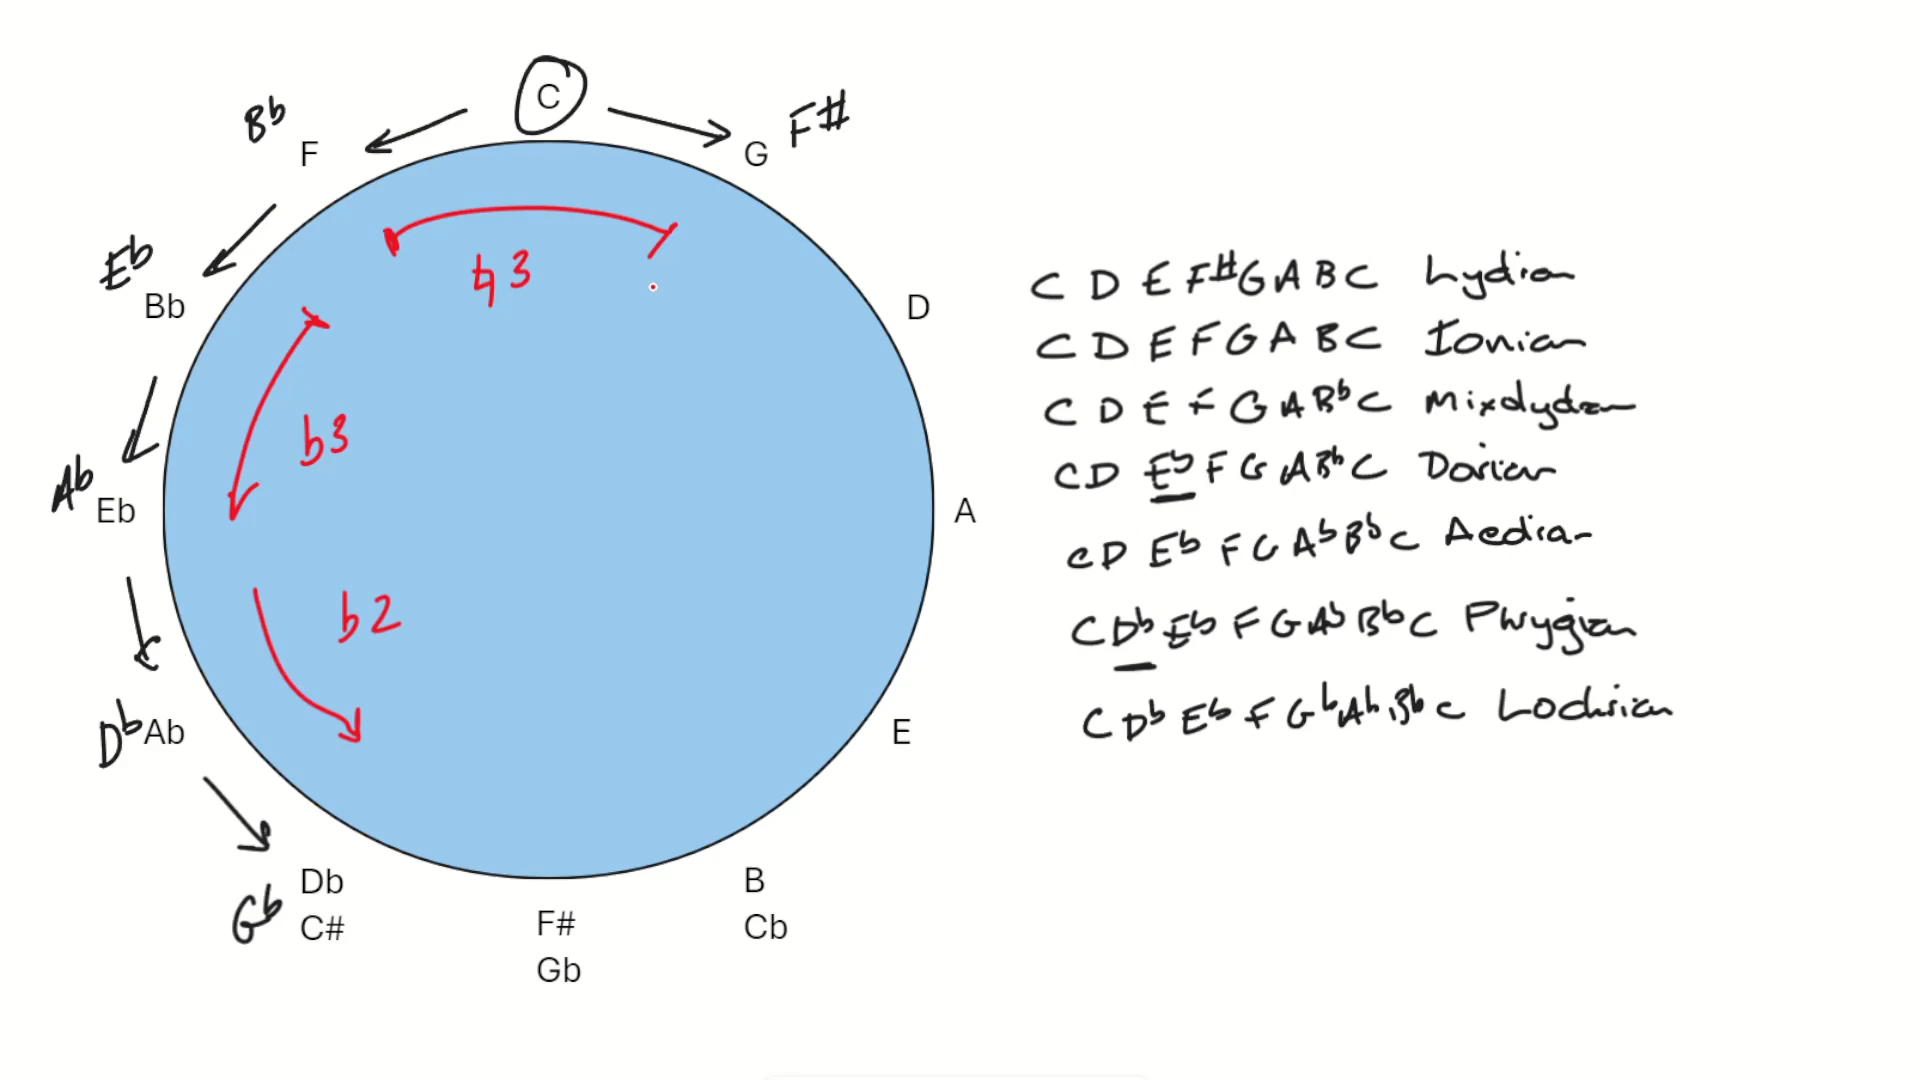 C
Bb
F
G
F#
Eb
Bb
D
♮3
b3
Ab
Eb
A
b2
Db
Ab
E
Db
C#
Gb
F#
Gb
B
Cb
C D E F# G A B C Lydian
C D E F G A B C Ionian
C D E F G A Bb C Mixolydian
C D Eb F G A Bb C Dorian
C D Eb F G Ab Bb C Aeolian
C Db Eb F G Ab Bb C Phrygian
C Db Eb F Gb Ab Bb C Lochrian